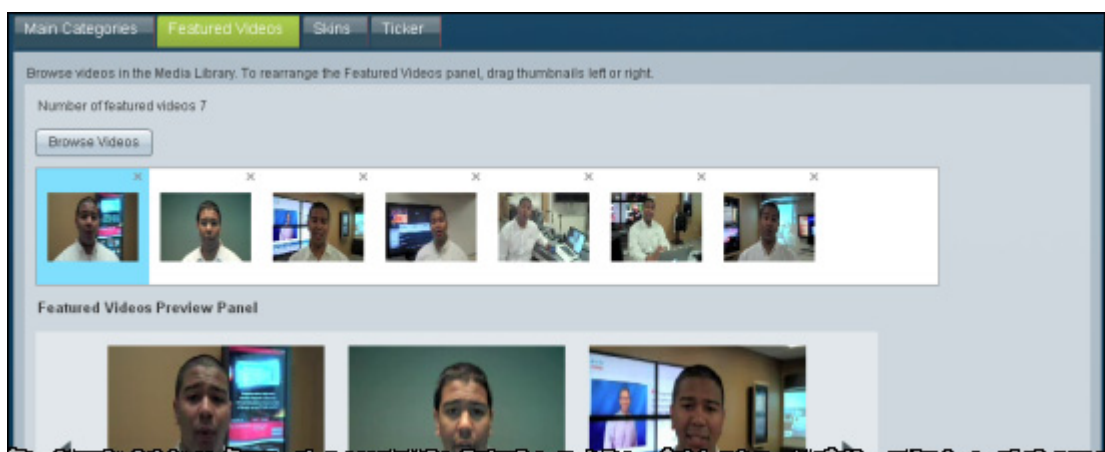 Main Categories Featured Videos Skins Ticker
Browse videos in the Media Library. To rearrange the Featured Videos panel, drag thumbnails left or right.
Number of featured videos 7
Browse Videos
Featured Videos Preview Panel